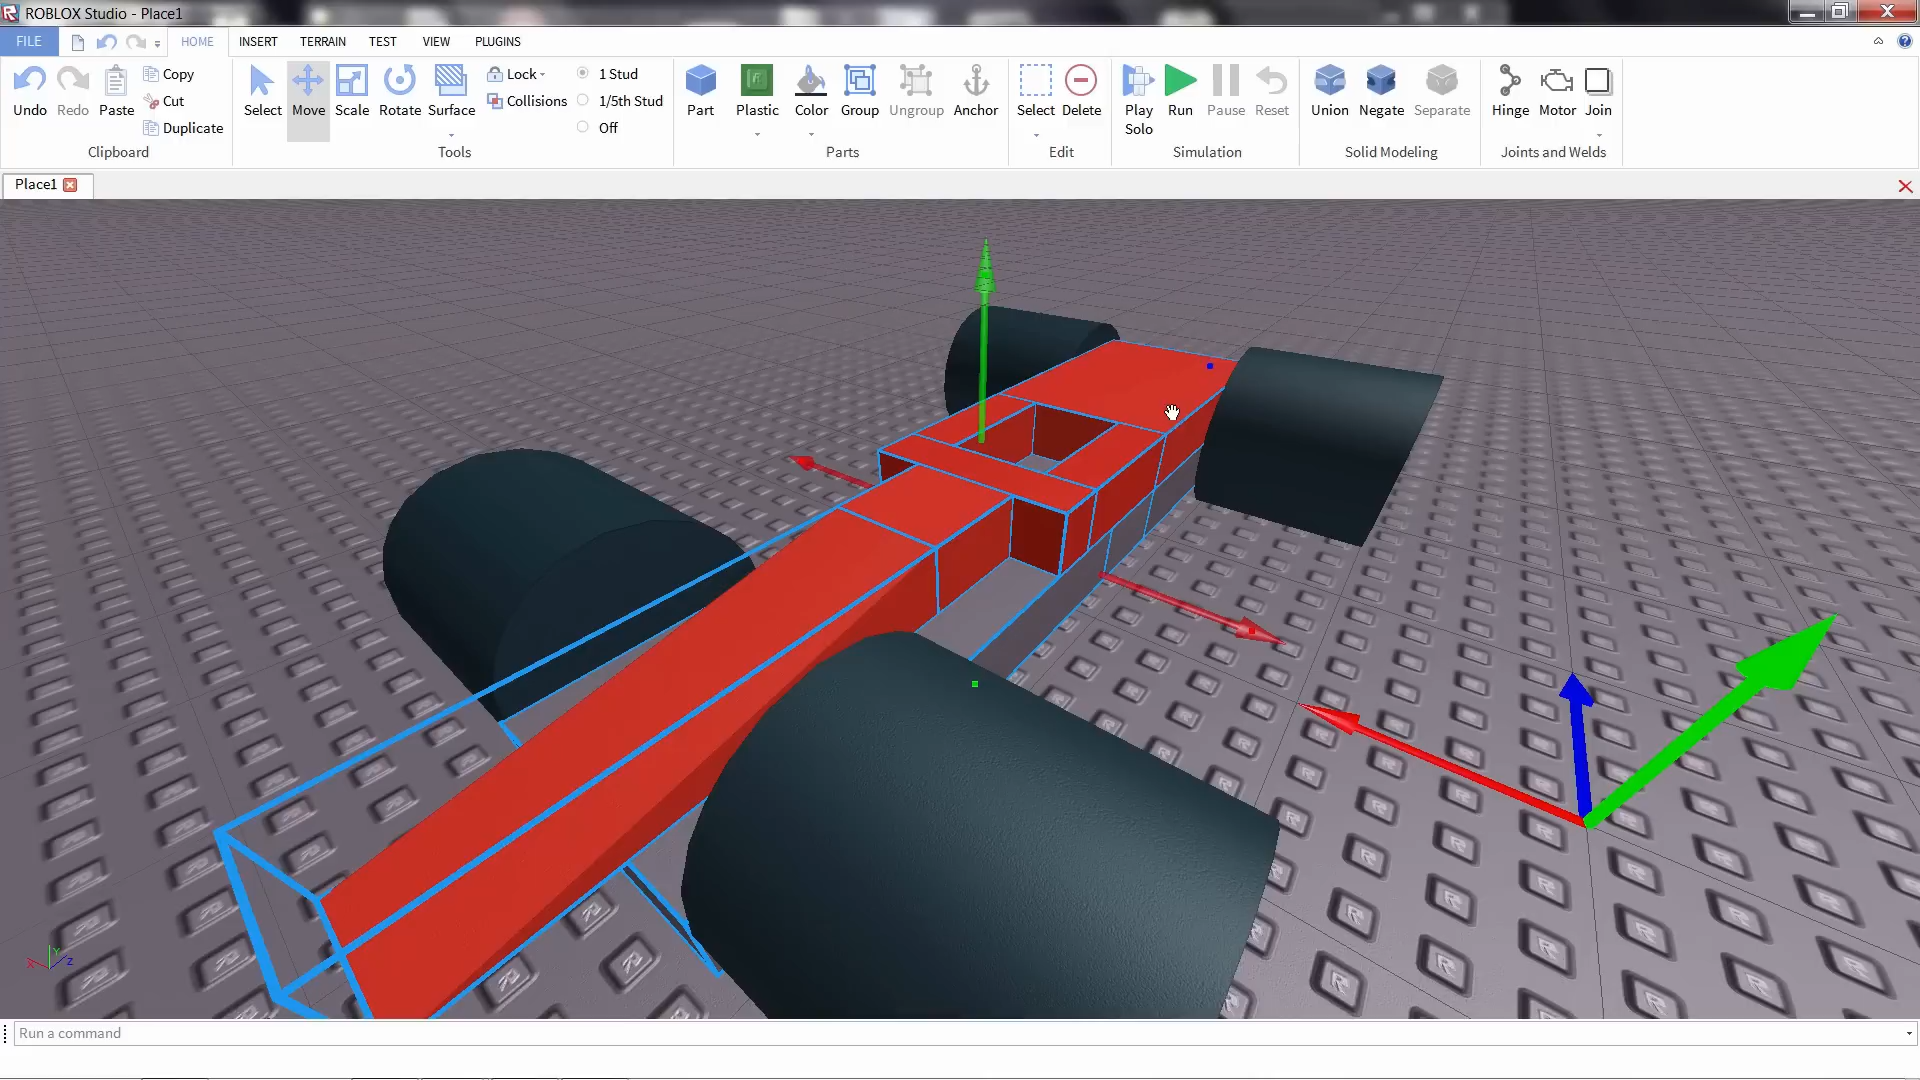 ROBLOX Studio - Place1
FILE HOME INSERT TERRAIN TEST VIEW PLUGINS
Undo Redo Paste Copy Cut Duplicate
Clipboard
Select Move Scale Rotate Surface Lock Collisions 1 Stud 1/5th Stud Off
Tools
Part Plastic Color Group Ungroup Anchor
Parts
Select Delete
Edit
Play Solo Run Pause Reset
Simulation
Union Negate Separate
Solid Modeling
Hinge Motor Join
Joints and Welds
Place1
X Y Z
Run a command